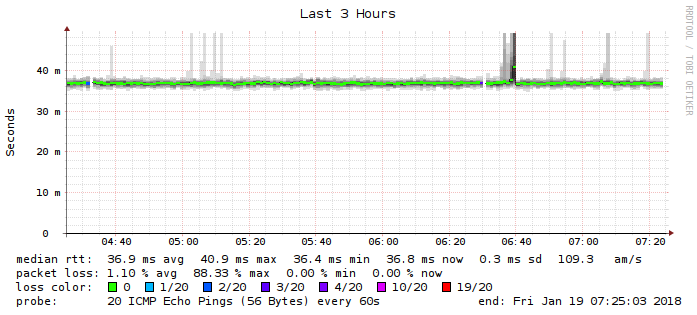 Last 3 Hours
RRDTOOL / TOBI OETIKER
Seconds
40 m
30 m
20 m
10 m
0
04:40 05:00 05:20 05:40 06:00 06:20 06:40 07:00 07:20
median rtt: 36.9 ms avg 40.9 ms max 36.4 ms min 36.8 ms now 0.3 ms sd 109.3 am/s
packet loss: 1.10 % avg 88.33 % max 0.00 % min 0.00 % now
loss color: 0 1/20 2/20 3/20 4/20 10/20 19/20
probe: 20 ICMP Echo Pings (56 Bytes) every 60s end: Fri Jan 19 07:25:03 2018